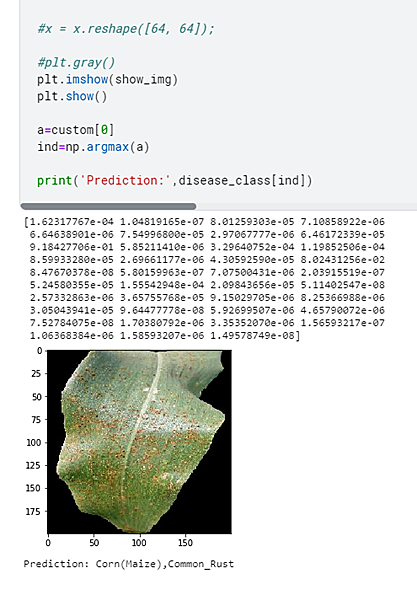 #x = x.reshape([64, 64]);
#plt.gray()
plt.imshow(show_img)
plt.show()
a=custom[0]
ind=np.argmax(a)
print('Prediction:',disease_class[ind])
[1.62317767e-04 1.04819165e-07 8.01259303e-05 7.10858922e-06
6.64638901e-06 7.54996800e-05 2.97067777e-06 6.46172339e-05
9.18427706e-01 5.85211410e-06 3.29640752e-04 1.19852506e-04
8.59933280e-05 2.69661177e-06 4.30592590e-05 8.02431256e-02
8.47670378e-08 5.80159963e-07 7.07500431e-06 2.03915519e-07
5.24580355e-05 1.55542948e-04 2.09843656e-05 5.11402547e-08
2.57332863e-06 3.65755768e-05 9.15029705e-06 8.25366988e-06
3.05043941e-05 9.64477778e-08 5.92699507e-06 4.65790072e-06
7.52784075e-08 1.70380792e-06 3.35352070e-06 1.56593217e-07
1.06368384e-06 1.58593207e-06 1.49578749e-08]
0
25
50
75
100
125
150
175
0 50 100 150
Prediction: Corn(Maize),Common_Rust